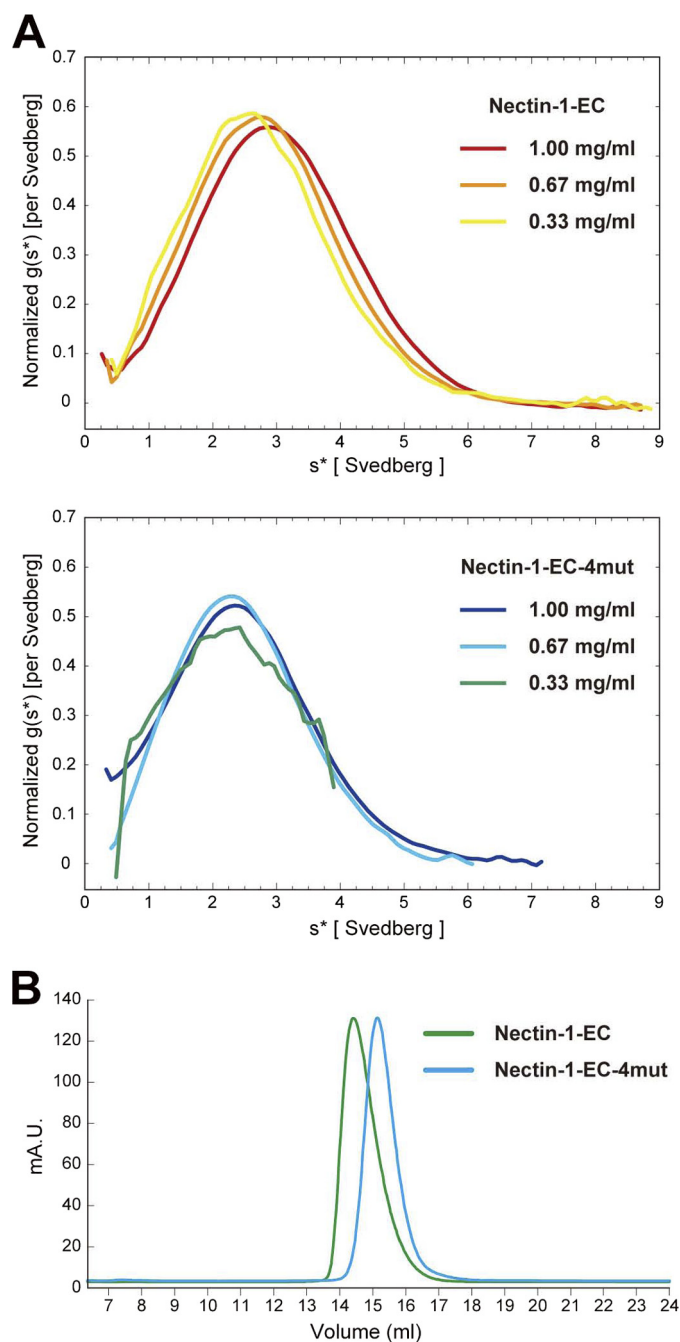 A
Normalized g(s*) [per Svedberg]
0.7
0.6
0.5
0.4
0.3
0.2
0.1
0
Nectin-1-EC
1.00 mg/ml
0.67 mg/ml
0.33 mg/ml
0 1 2 3 4 5 6 7 8 9
s* [ Svedberg ]
Normalized g(s*) [per Svedberg]
0.7
0.6
0.5
0.4
0.3
0.2
0.1
0
Nectin-1-EC-4mut
1.00 mg/ml
0.67 mg/ml
0.33 mg/ml
0 1 2 3 4 5 6 7 8 9
s* [ Svedberg ]
B
mA.U.
140
120
100
80
60
40
20
0
Nectin-1-EC
Nectin-1-EC-4mut
7 8 9 10 11 12 13 14 15 16 17 18 19 20 21 22 23 24
Volume (ml)